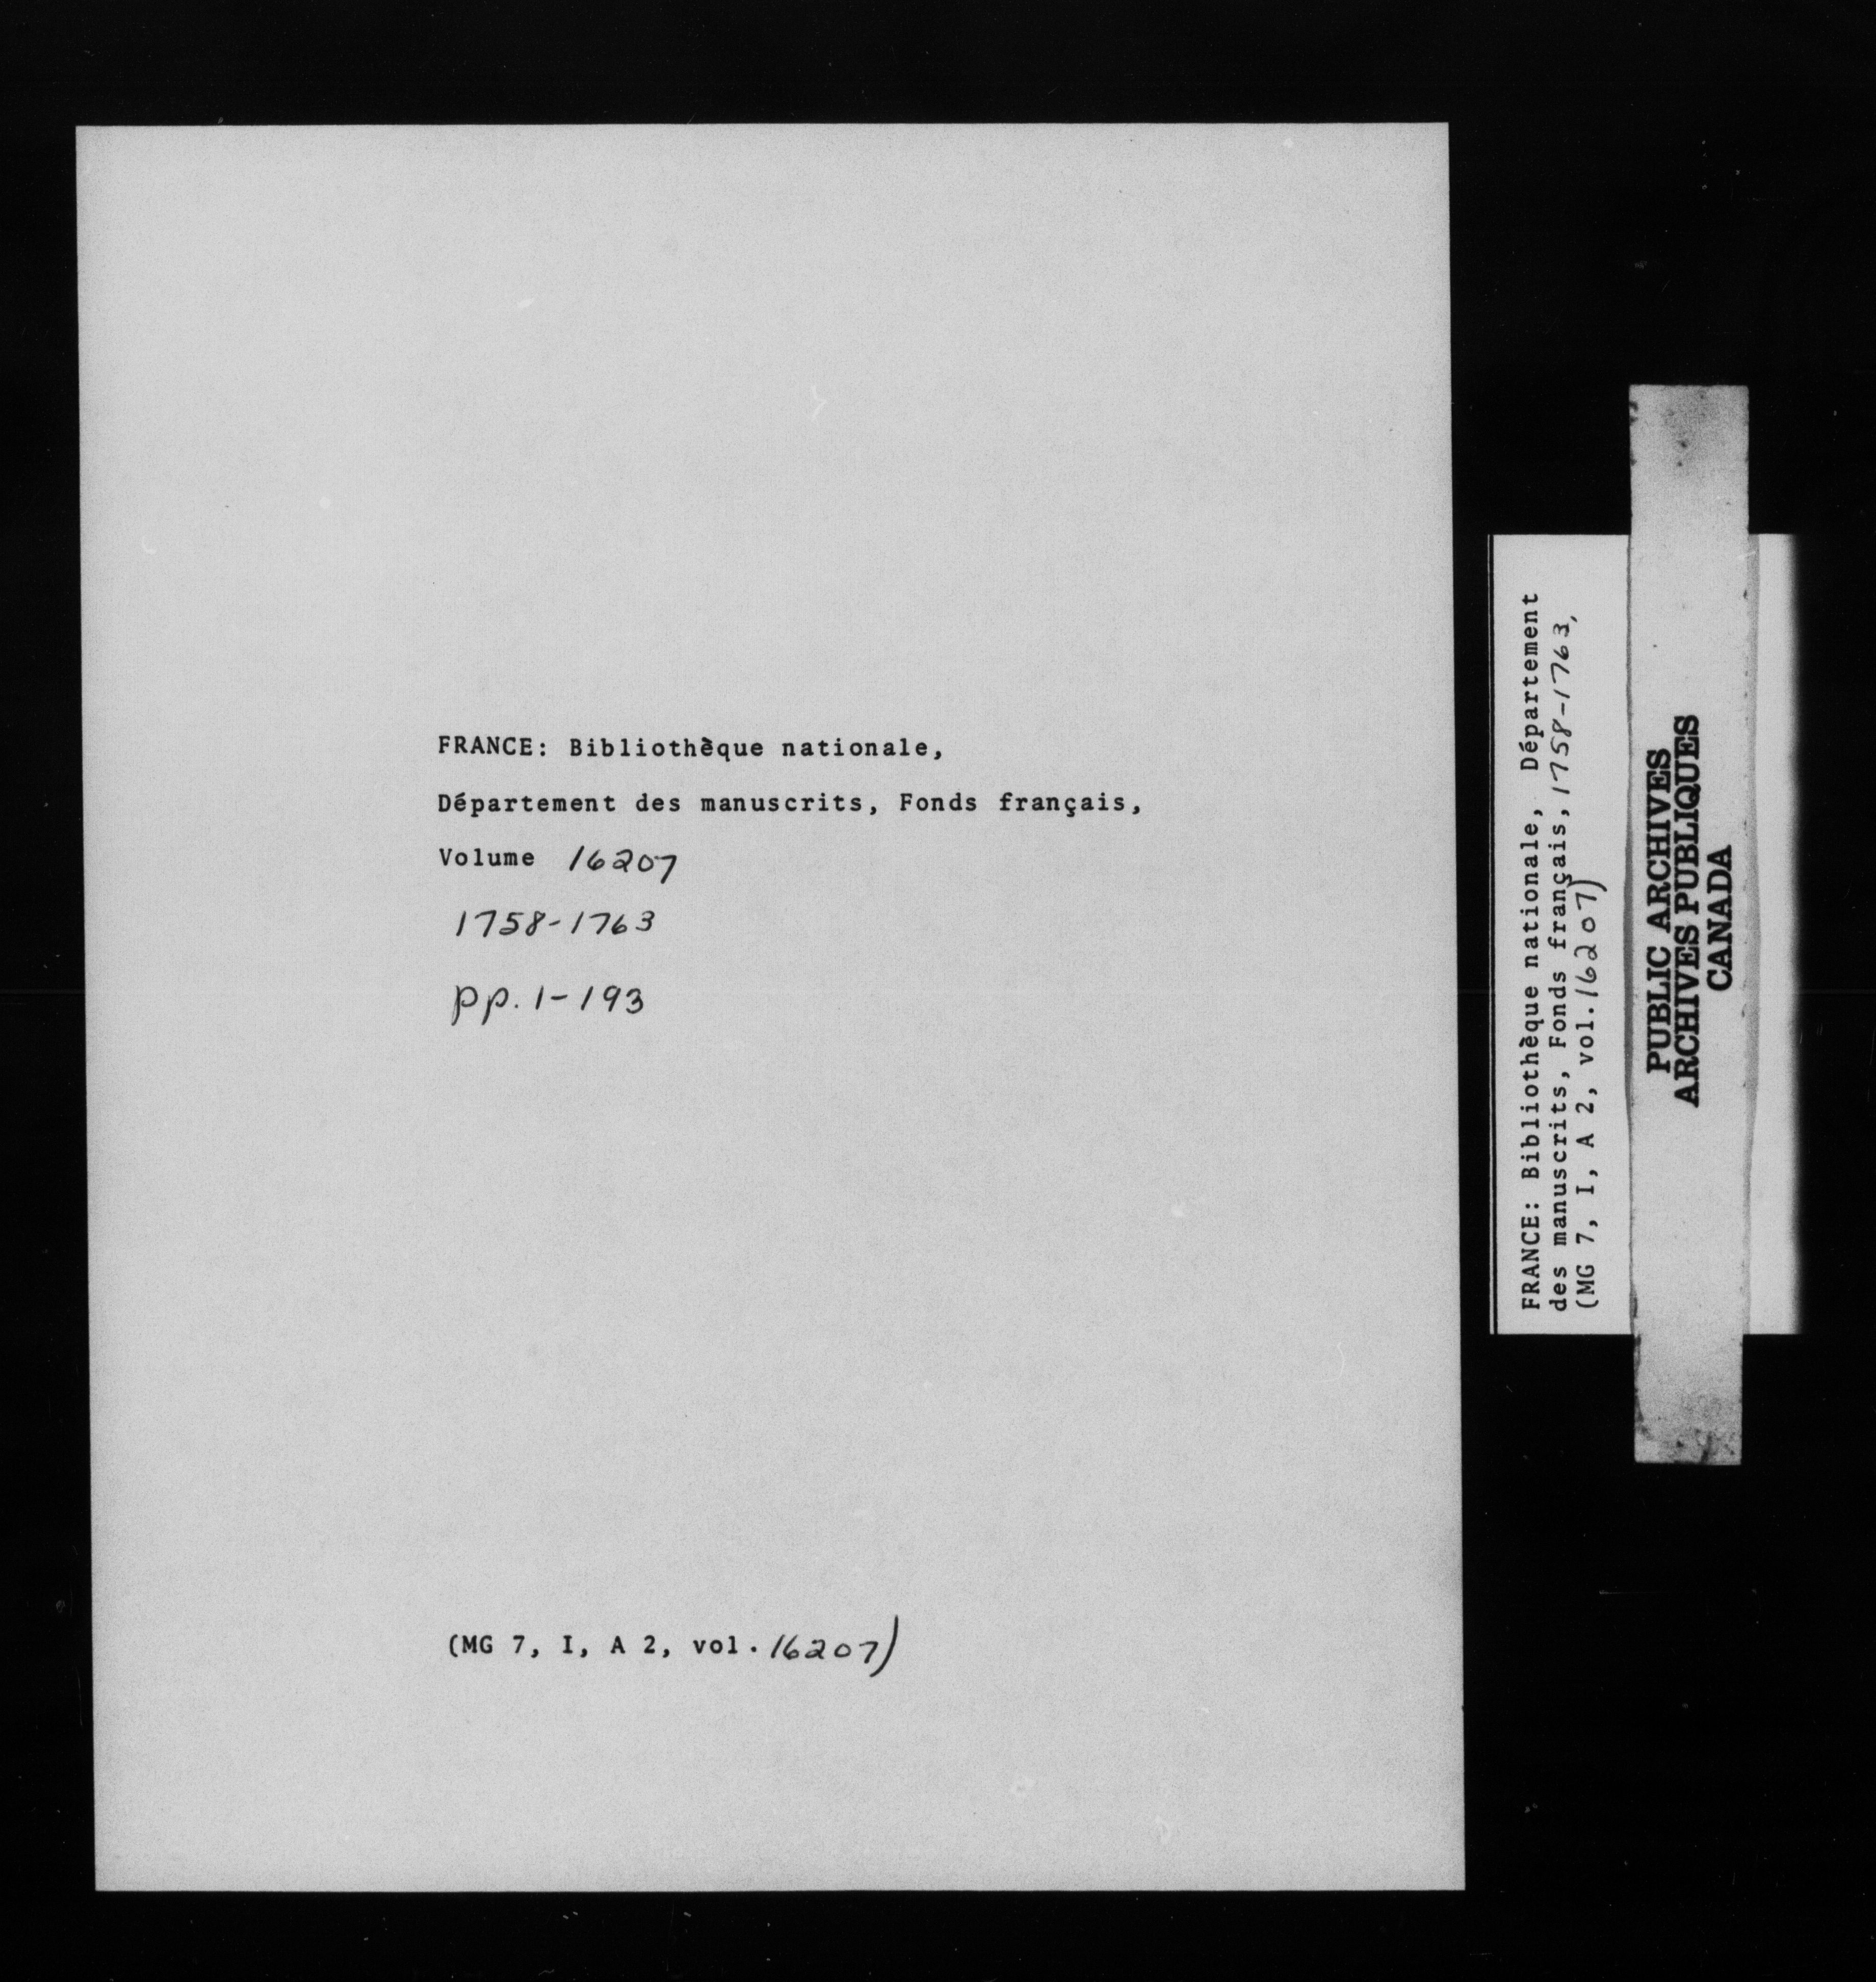 FRANCE: Bibliothèque nationale,
Département des manuscrits, Fonds français,
Volume 16207
1758-1763
pp. 1-193
(MG 7, I, A 2, vol. 16207)
FRANCE: Bibliothèque nationale, Département
des manuscrits, Fonds français, 1758-1763,
(MG 7, I, A 2, vol. 16207)
PUBLIC ARCHIVES
ARCHIVES PUBLIQUES
CANADA